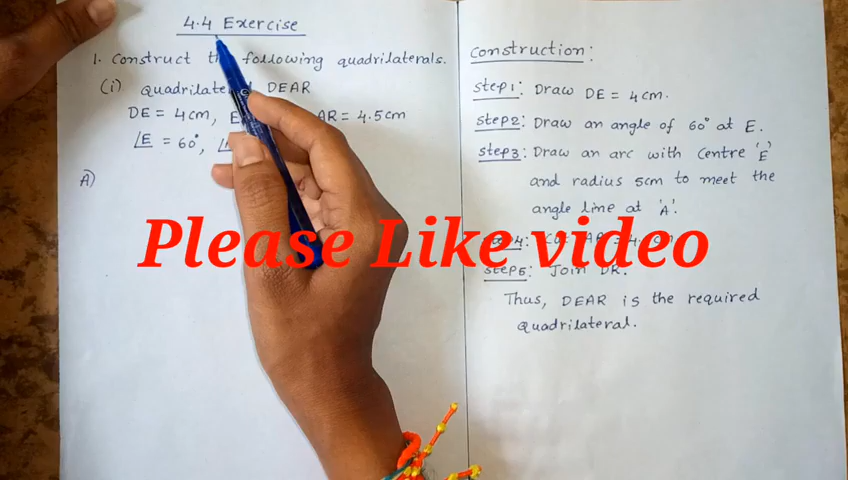 4.4 Exercise
1. Construct the following quadrilaterals.
(i) DEAR
DE = 4cm, AR = 4.5cm
∠E = 60°,
A)
Construction:
Step1: Draw DE = 4cm.
Step2: Draw an angle of 60° at E.
Step3: Draw an arc with centre 'E'
and radius 5cm to meet the
angle line at 'A'.
Please Like video
Step5: Join DR.
Thus, DEAR is the required
quadrilateral.